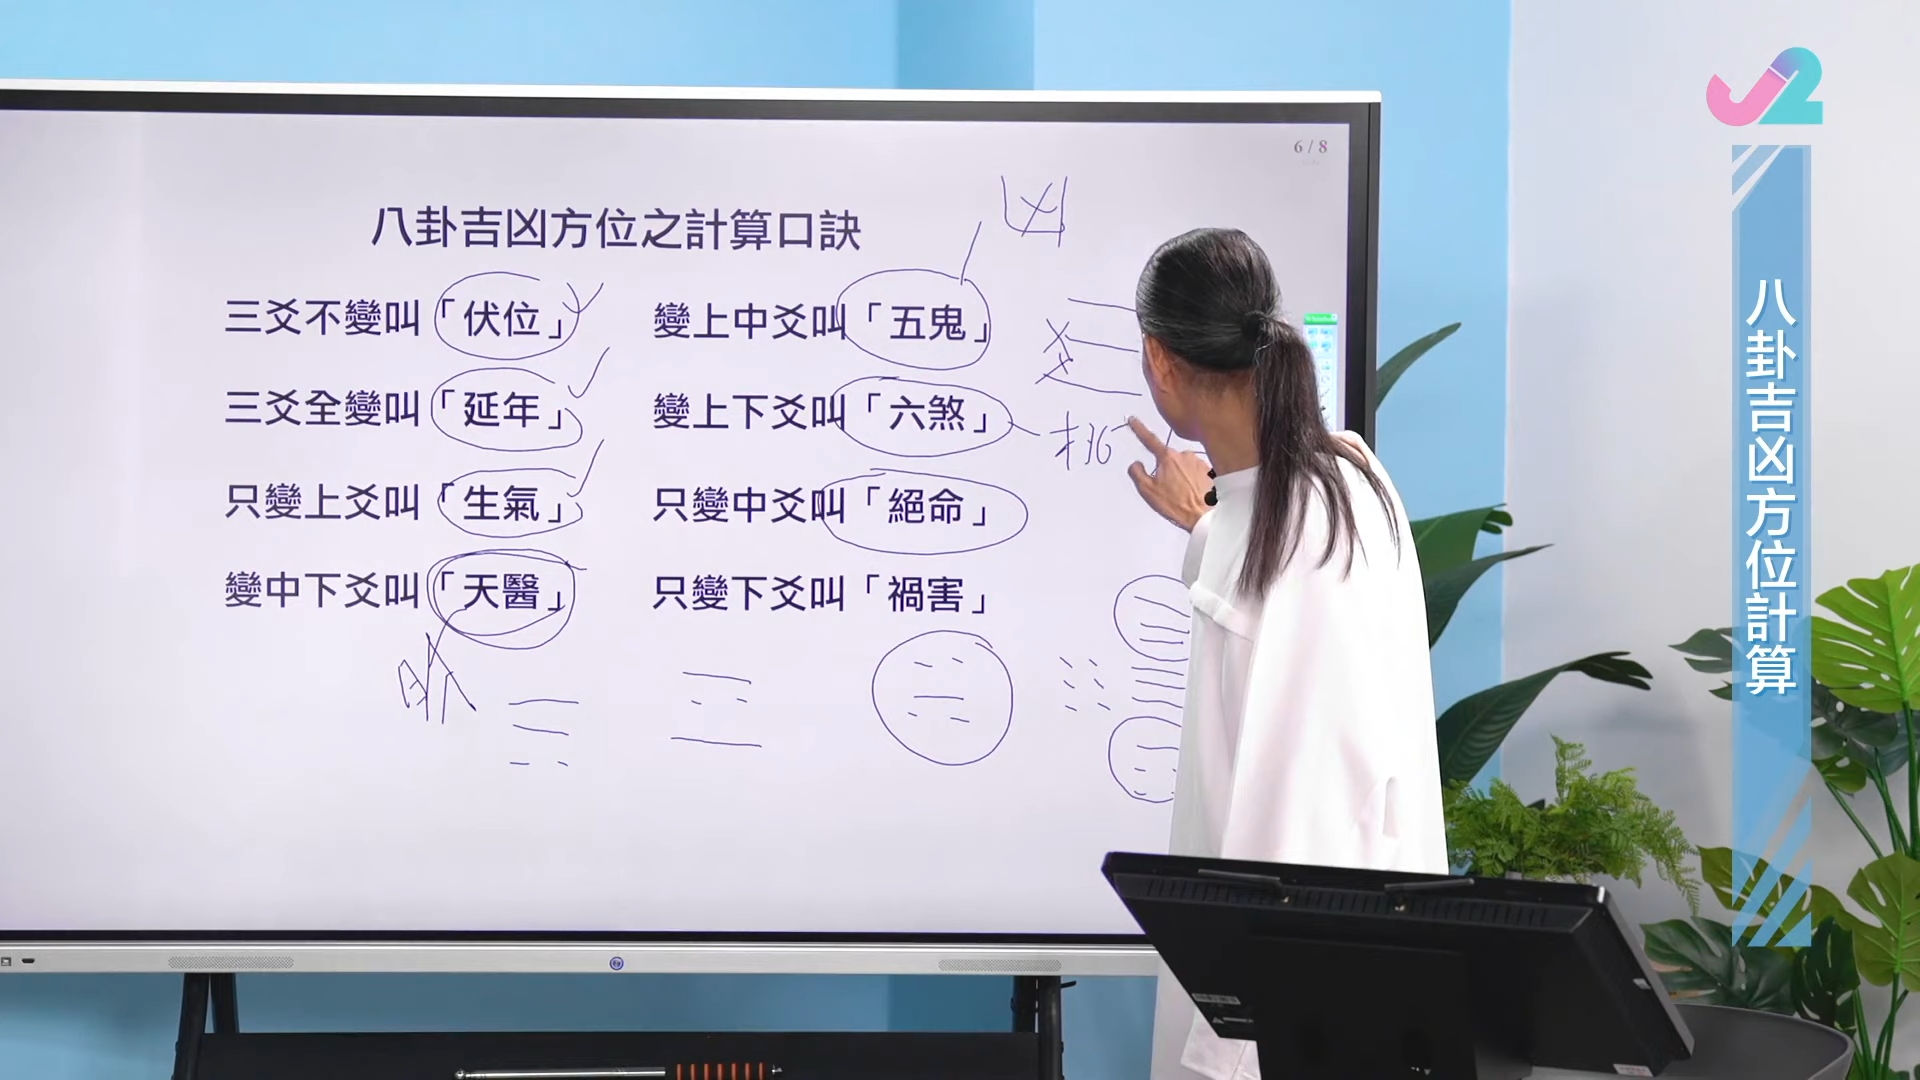 J2
6 / 8
八卦吉凶方位之計算口訣
三爻不變叫「伏位」
三爻全變叫「延年」
只變上爻叫「生氣」
變中下爻叫「天醫」
變上中爻叫「五鬼」
變上下爻叫「六煞」
只變中爻叫「絕命」
只變下爻叫「禍害」
凶
八卦吉凶方位計算